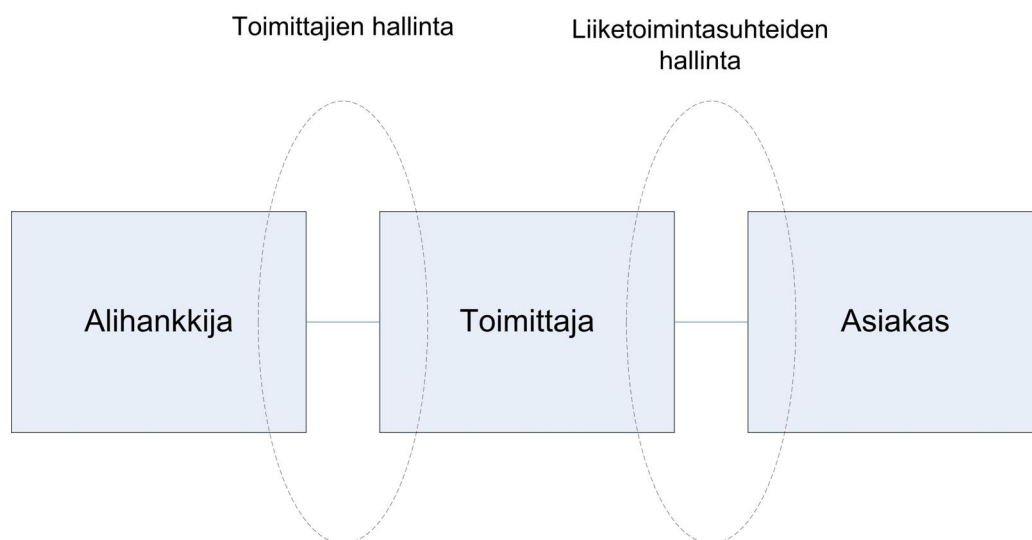 Toimittajien hallinta
Liiketoimintasuhteiden
hallinta
Alihankkija
Toimittaja
Asiakas